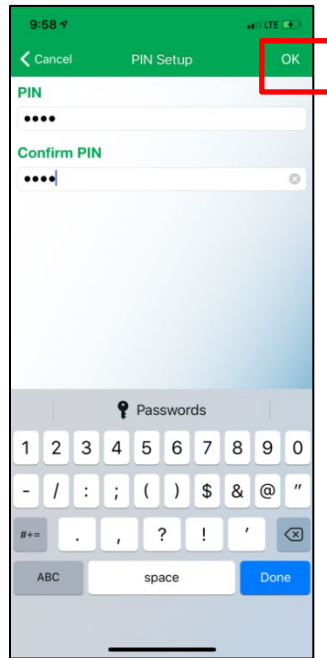 9:58 LTE
Cancel PIN Setup OK
PIN
••••
Confirm PIN
••••
Passwords
1 2 3 4 5 6 7 8 9 0
- / : ; ( ) $ & @ "
#+= . , ? ! '
ABC space Done